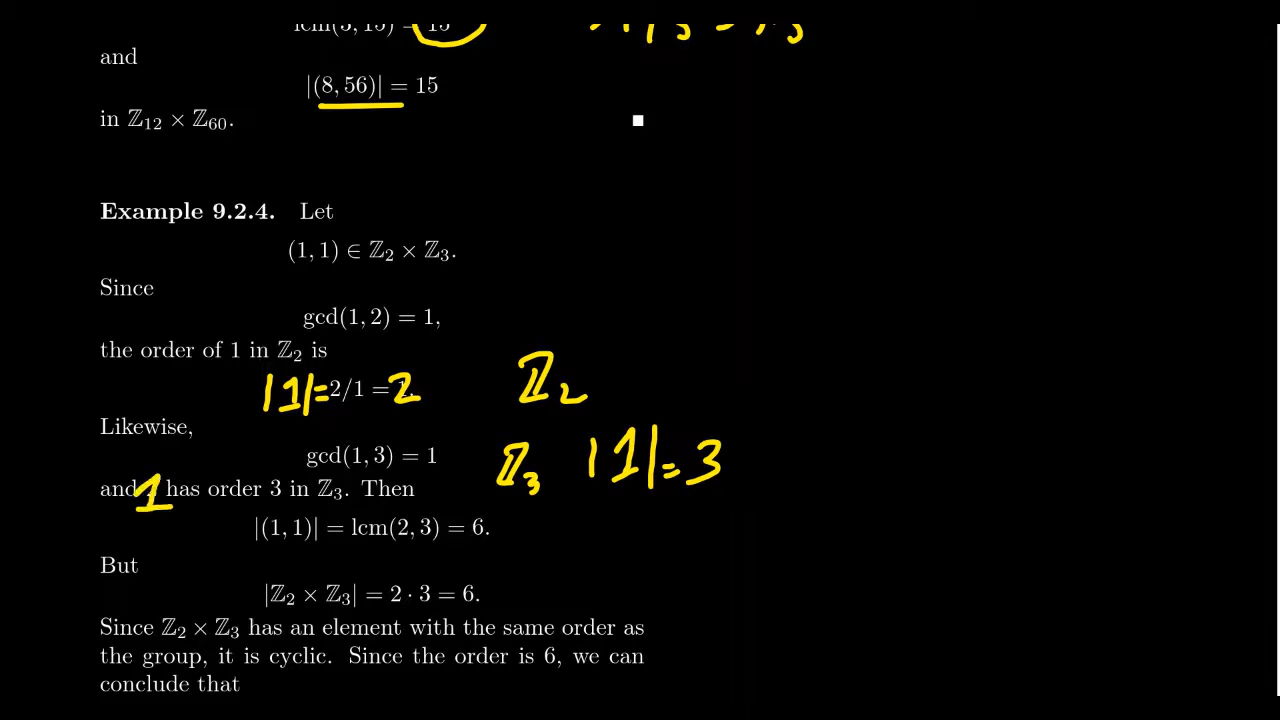 and
|(8, 56)| = 15
in ℤ₁₂ × ℤ₆₀.
Example 9.2.4. Let
(1, 1) ∈ ℤ₂ × ℤ₃.
Since
gcd(1, 2) = 1,
the order of 1 in ℤ₂ is
|1|= 2/1 = 2 ℤ₂
Likewise,
gcd(1, 3) = 1
ℤ₃ |1|= 3
and 1 has order 3 in ℤ₃. Then
|(1, 1)| = lcm(2, 3) = 6.
But
|ℤ₂ × ℤ₃| = 2 · 3 = 6.
Since ℤ₂ × ℤ₃ has an element with the same order as
the group, it is cyclic. Since the order is 6, we can
conclude that